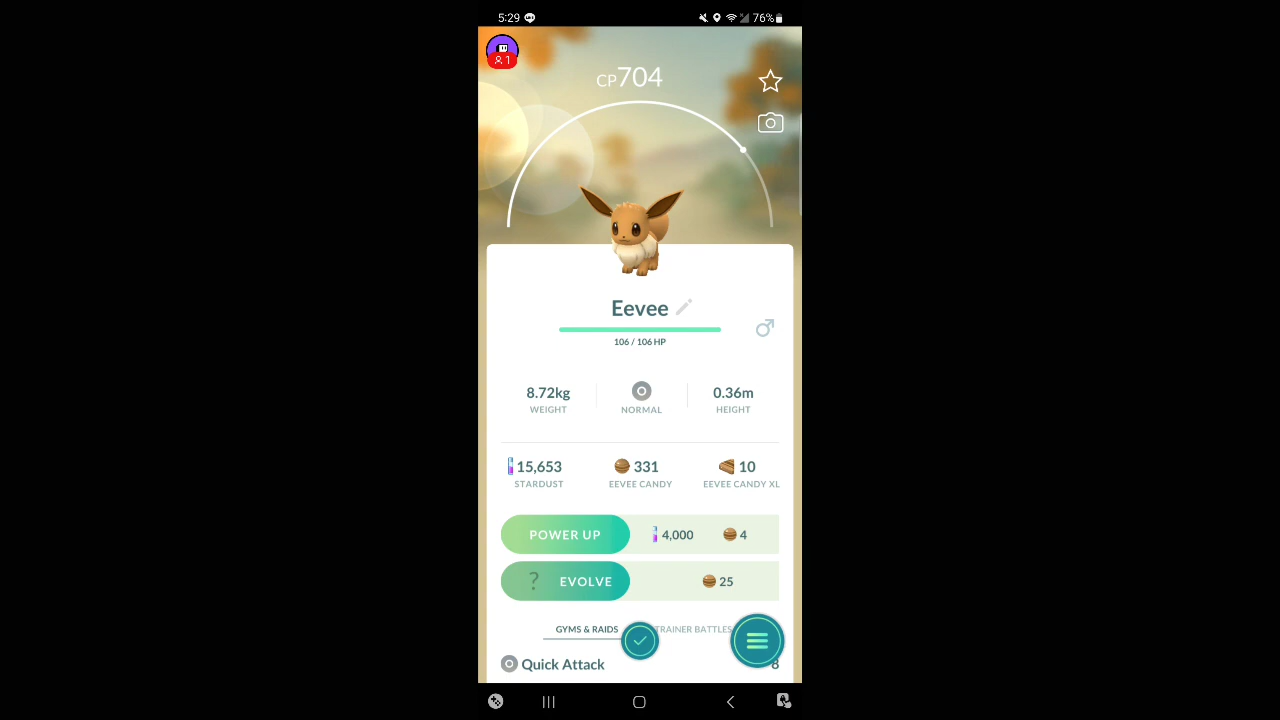 5:29
76%
1
CP704
Eevee
106 / 106 HP
8.72kg
WEIGHT
NORMAL
0.36m
HEIGHT
15,653
STARDUST
331
EEVEE CANDY
10
EEVEE CANDY XL
POWER UP
4,000
4
? EVOLVE
25
GYMS & RAIDS
TRAINER BATTLES
Quick Attack
8